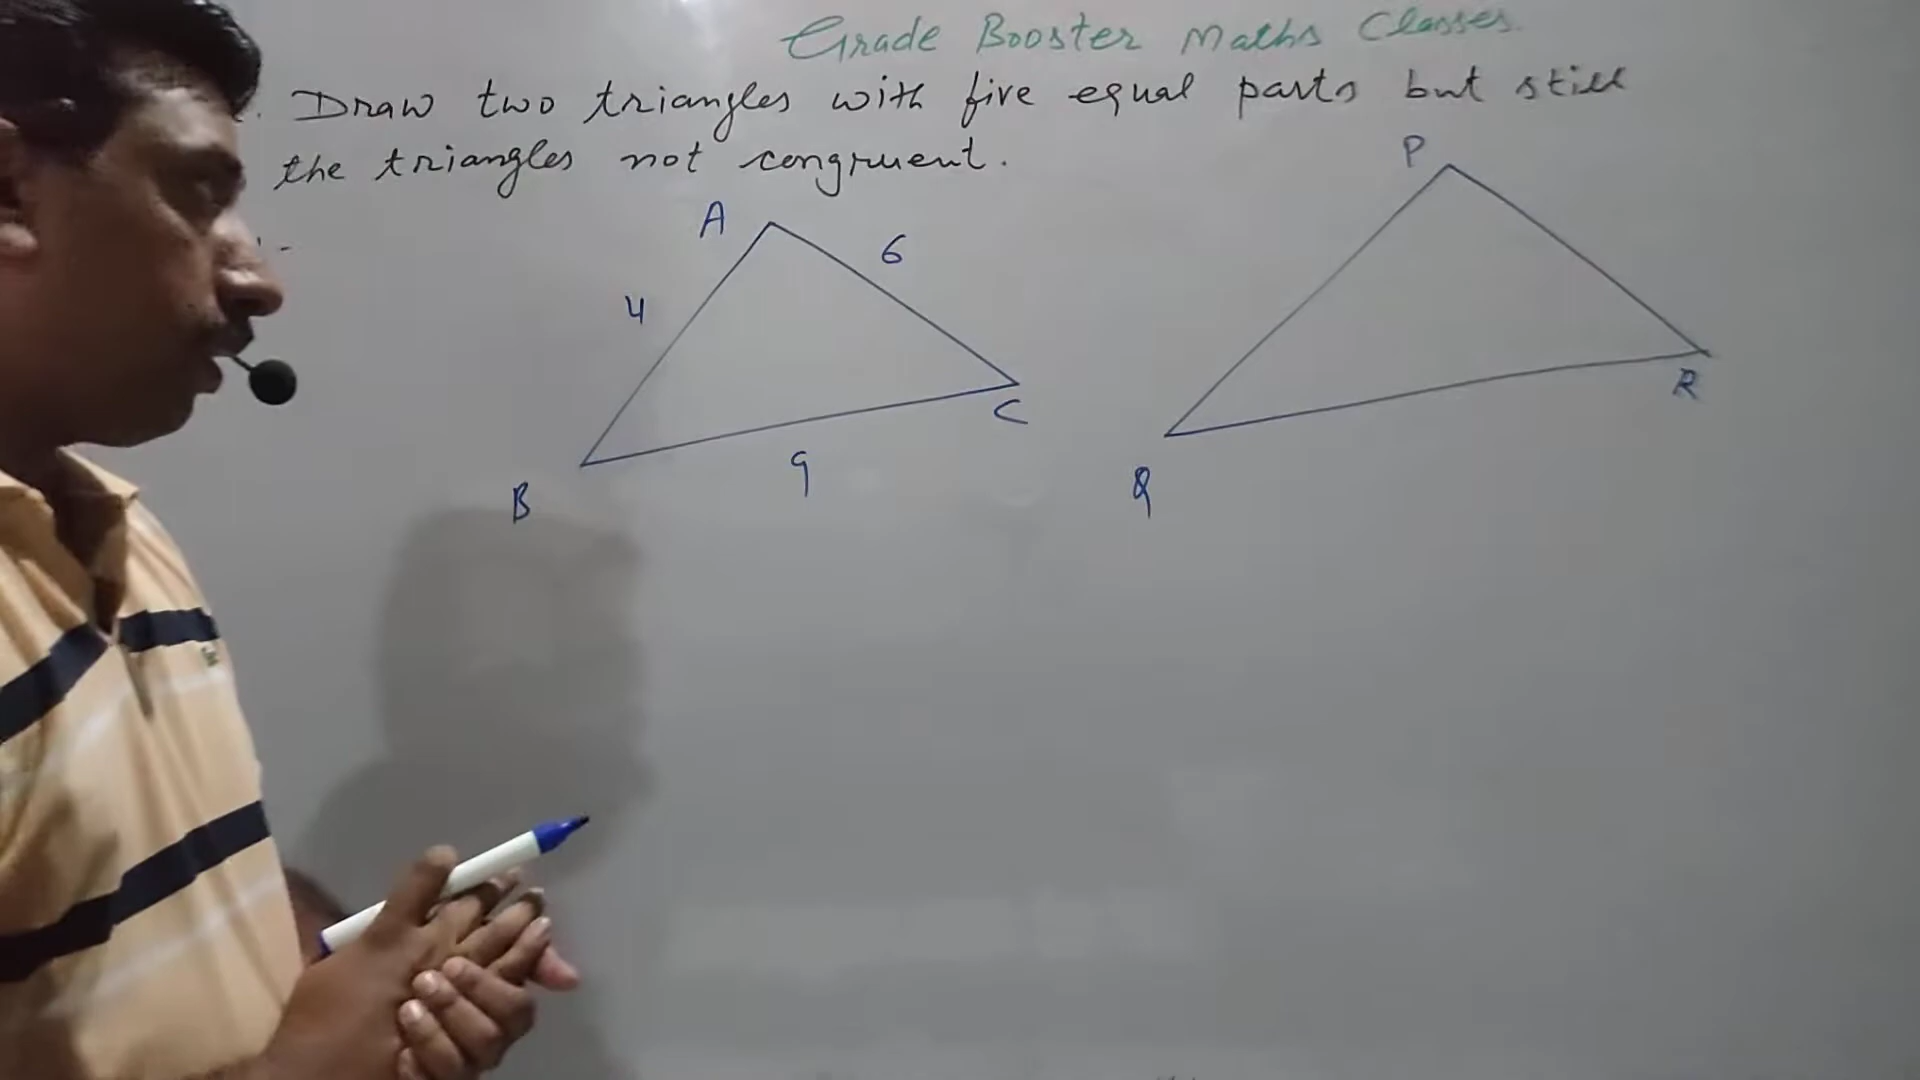 Grade Booster Maths Classes.
. Draw two triangles with five equal parts but still
the triangles not congruent.
:-
P
A
6
4
R
C
9
Q
B